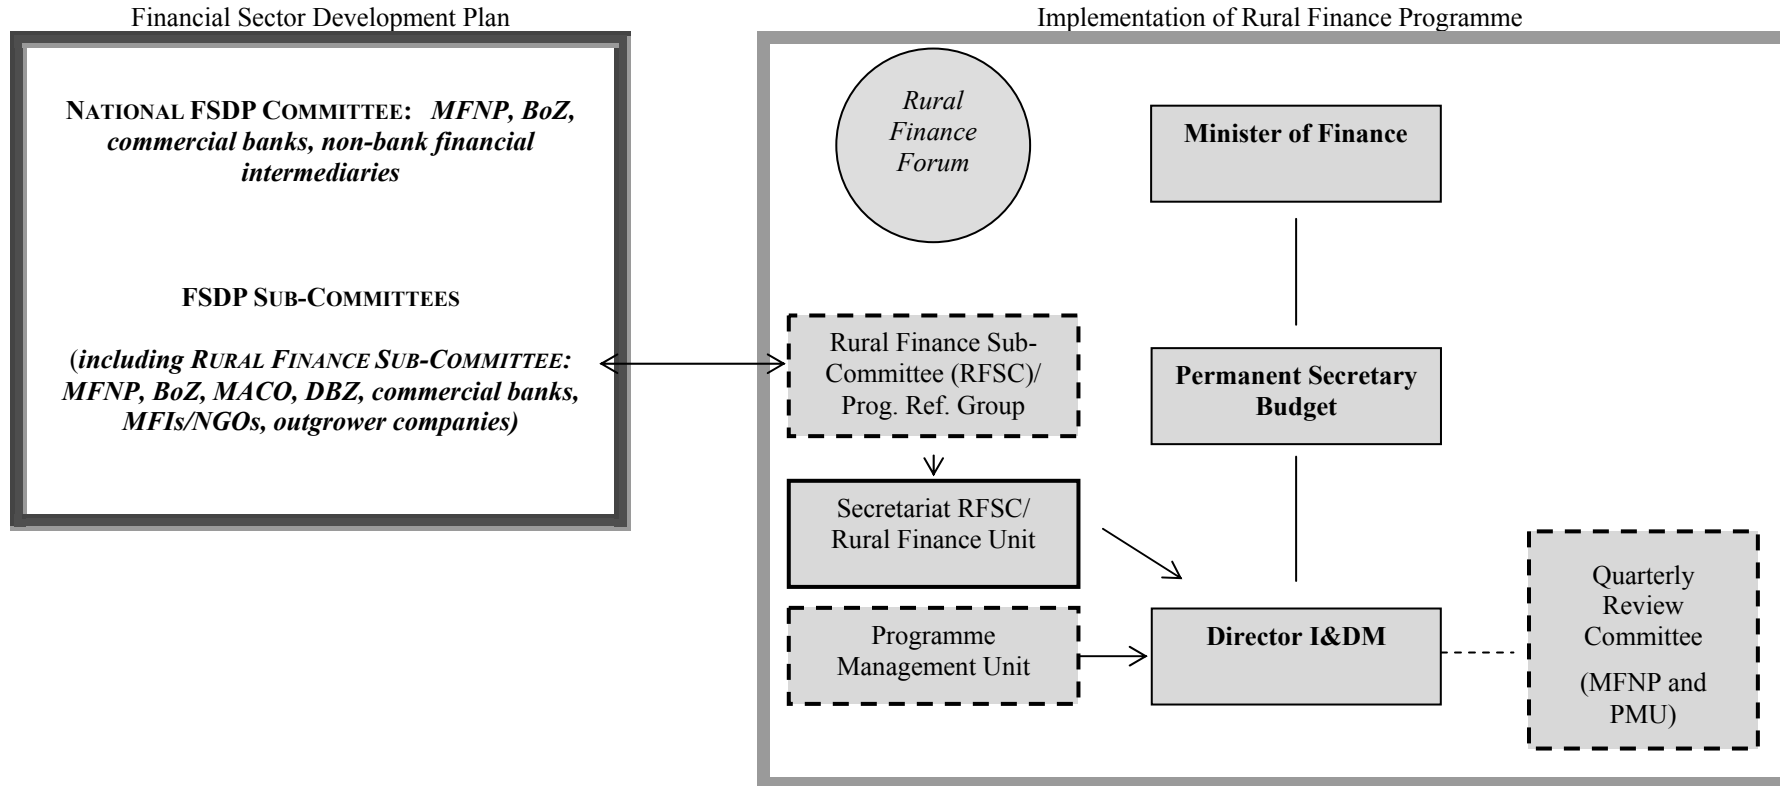 Financial Sector Development Plan
NATIONAL FSDP COMMITTEE: MFNP, BoZ,
commercial banks, non-bank financial
intermediaries
FSDP SUB-COMMITTEES
(including RURAL FINANCE SUB-COMMITTEE:
MFNP, BoZ, MACO, DBZ, commercial banks,
MFIs/NGOs, outgrower companies)
Implementation of Rural Finance Programme
Rural
Finance
Forum
Minister of Finance
Rural Finance Sub-
Committee (RFSC)/
Prog. Ref. Group
Permanent Secretary
Budget
Secretariat RFSC/
Rural Finance Unit
Programme
Management Unit
Director I&DM
Quarterly
Review
Committee
(MFNP and
PMU)